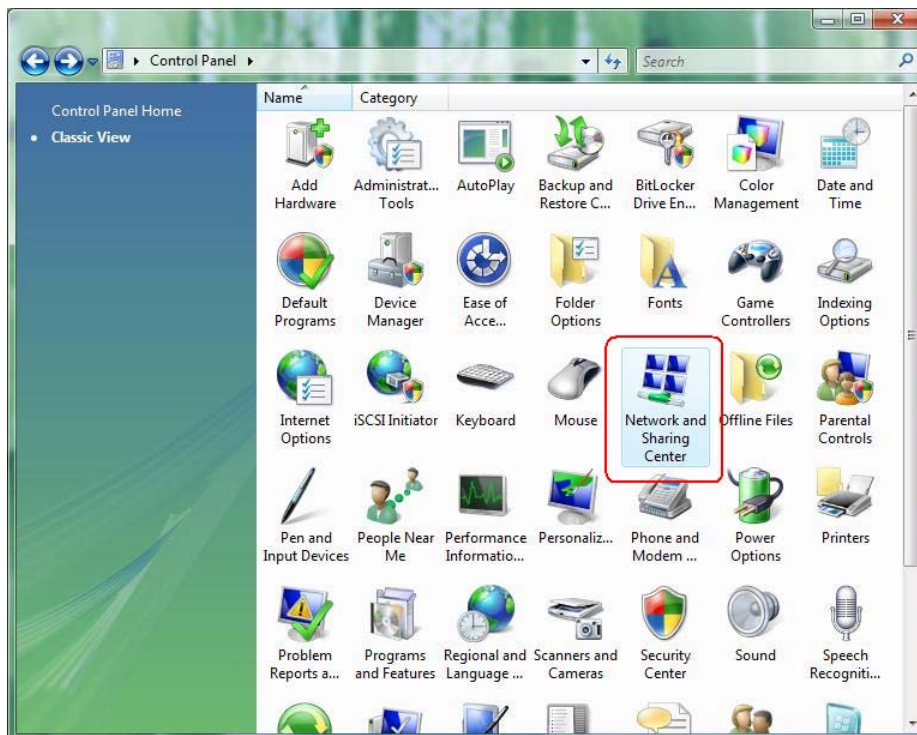 Control Panel
Search
Control Panel Home
Classic View
Name Category
Add Hardware
Administrat... Tools
AutoPlay
Backup and Restore C...
BitLocker Drive En...
Color Management
Date and Time
Default Programs
Device Manager
Ease of Acce...
Folder Options
Fonts
Game Controllers
Indexing Options
Internet Options
iSCSI Initiator
Keyboard
Mouse
Network and Sharing Center
Offline Files
Parental Controls
Pen and Input Devices
People Near Me
Performance Informatio...
Personaliz...
Phone and Modem ...
Power Options
Printers
Problem Reports a...
Programs and Features
Regional and Language ...
Scanners and Cameras
Security Center
Sound
Speech Recogniti...